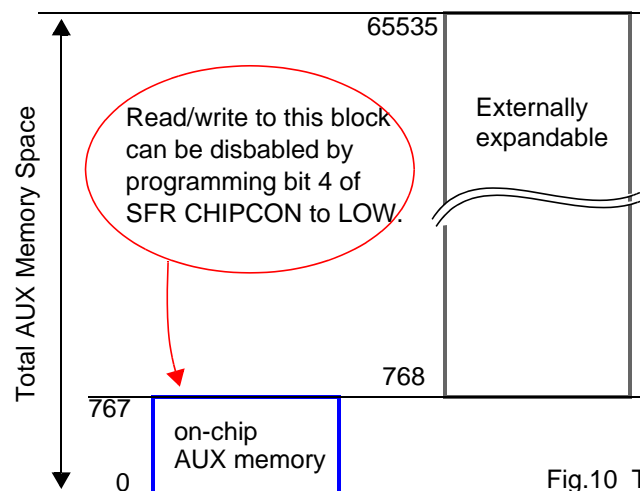 65535
Total AUX Memory Space
Read/write to this block
can be disbabled by
programming bit 4 of
SFR CHIPCON to LOW.
Externally
expandable
768
767
on-chip
AUX memory
0
Fig.10 T